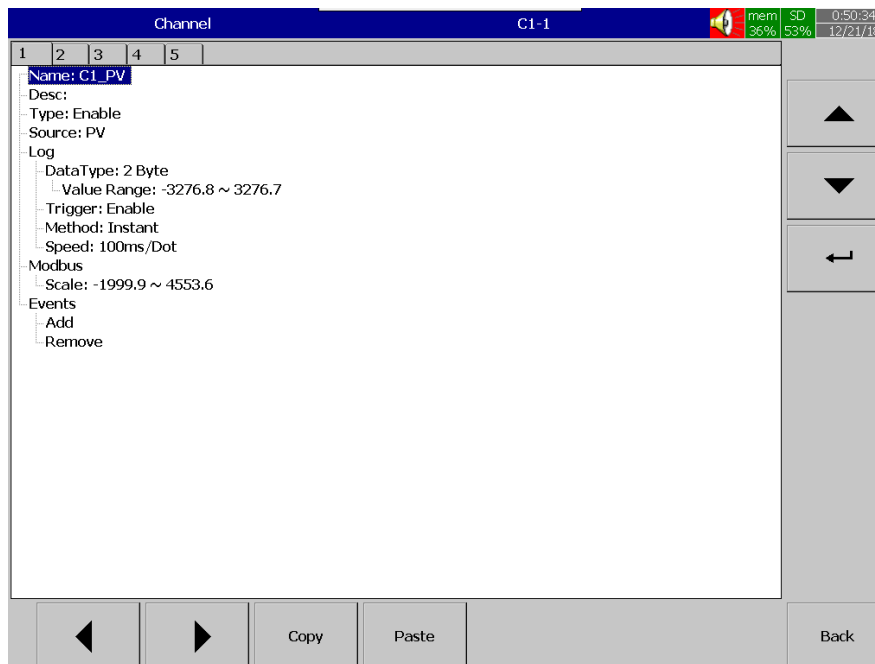 Channel C1-1 mem SD 0:50:34
36% 53% 12/21/18
1 2 3 4 5
Name: C1_PV
Desc:
Type: Enable
Source: PV
Log
DataType: 2 Byte
Value Range: -3276.8 ~ 3276.7
Trigger: Enable
Method: Instant
Speed: 100ms/Dot
Modbus
Scale: -1999.9 ~ 4553.6
Events
Add
Remove
Copy Paste Back